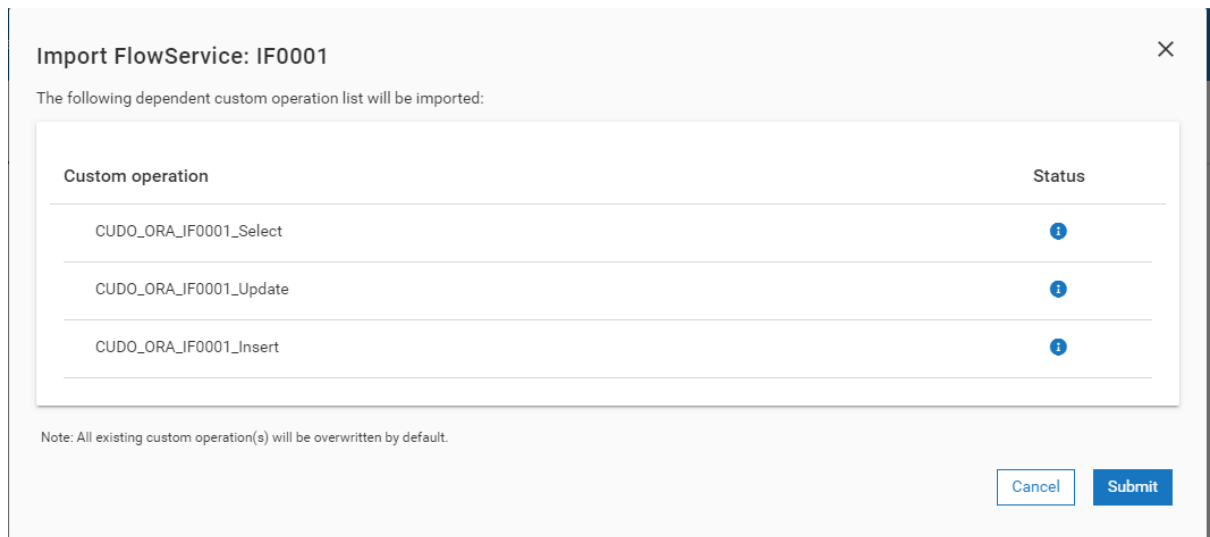 Import FlowService: IF0001
The following dependent custom operation list will be imported:
Custom operation Status
CUDO_ORA_IF0001_Select
CUDO_ORA_IF0001_Update
CUDO_ORA_IF0001_Insert
Note: All existing custom operation(s) will be overwritten by default.
Cancel Submit